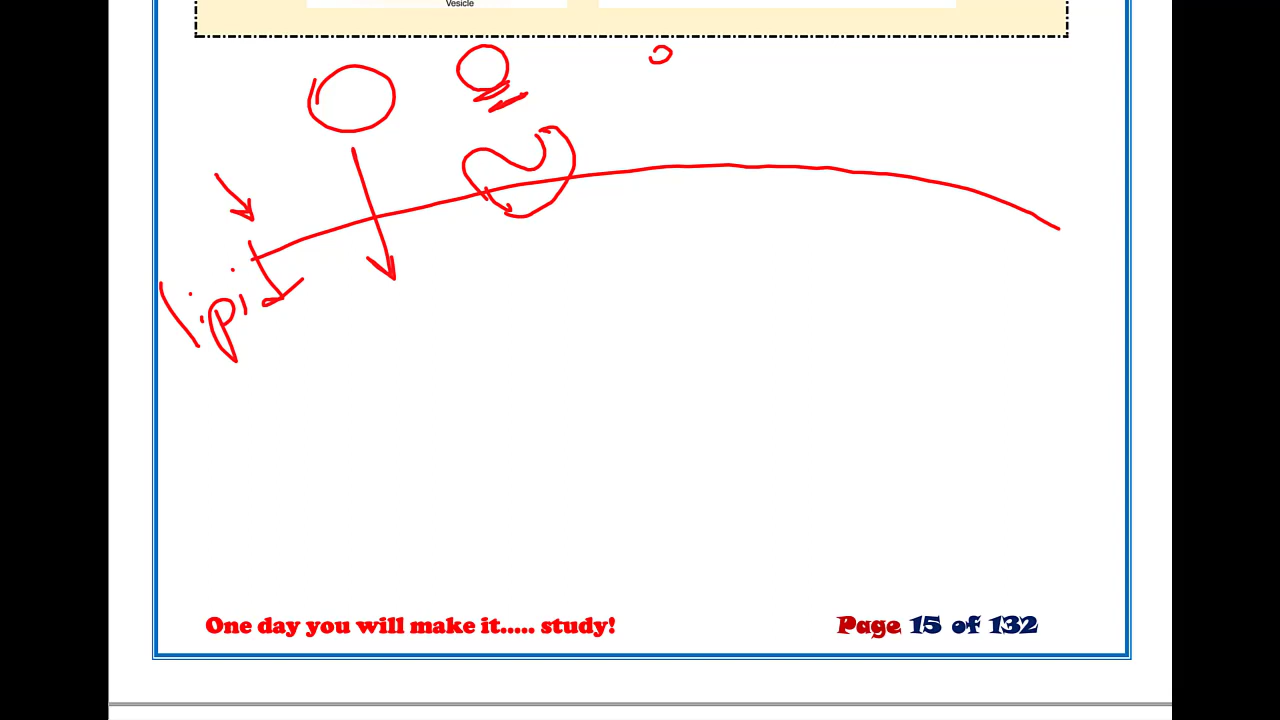 Vesicle
lipid
One day you will make it..... study!
Page 15 of 132